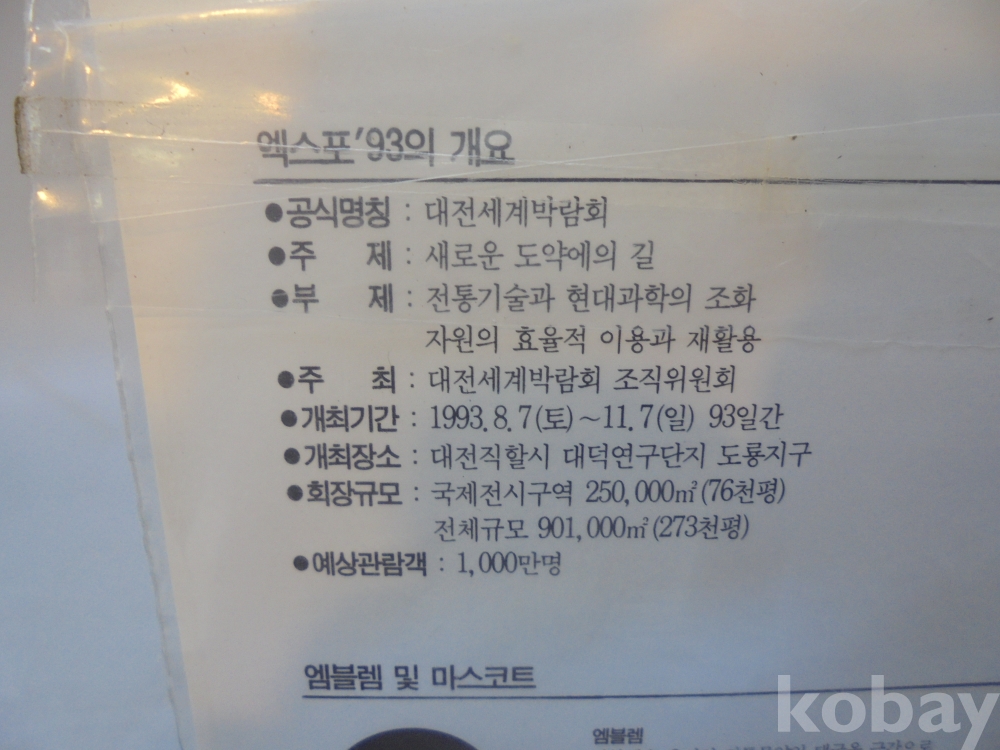 엑스포 '93의 개요
●공식명칭 : 대전세계박람회
●주 제 : 새로운 도약에의 길
●부 제 : 전통기술과 현대과학의 조화
자원의 효율적 이용과 재활용
●주 최 : 대전세계박람회 조직위원회
●개최기간 : 1993. 8. 7(토)~11. 7(일) 93일간
●개최장소 : 대전직할시 대덕연구단지 도룡지구
●회장규모 : 국제전시구역 250,000㎡(76천평)
전체규모 901,000㎡(273천평)
●예상관람객 : 1,000만명
엠블렘 및 마스코트
엠블렘
kobay